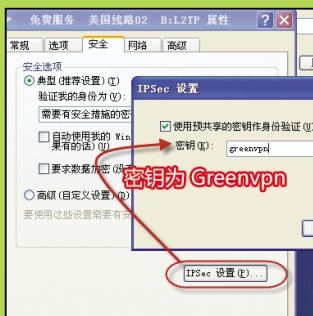 免费服务 美国线路02 B:L2TP 属性
常规 选项 安全 网络 高级
安全选项
典型(推荐设置)(T)
验证我的身份为(V):
需要有安全措施的密
自动使用我的 Win
果有的话)(U)
要求数据加密(没
高级(自定义设置)(D)
要使用这些设置需要有安
IPSec 设置(P)...
IPSec 设置
使用预共享的密钥作身份验证(U)
密钥(K): greenvpn
密钥为 Greenvpn